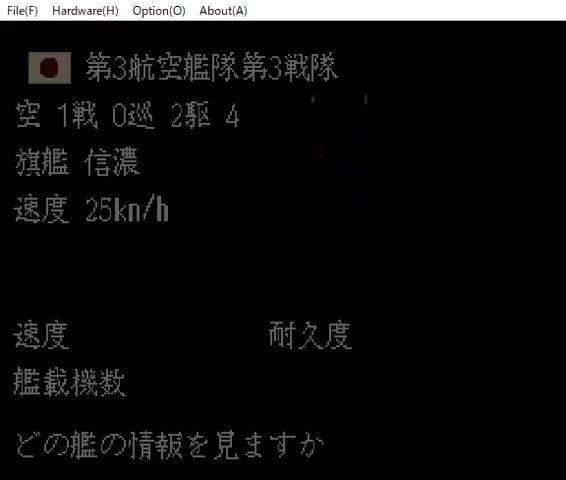 File(F) Hardware(H) Option(O) About(A)
第3航空艦隊第3戦隊
空 1戦 0巡 2駆 4
旗艦 信濃
速度 25kn/h
速度 耐久度
艦載機数
どの艦の情報を見ますか